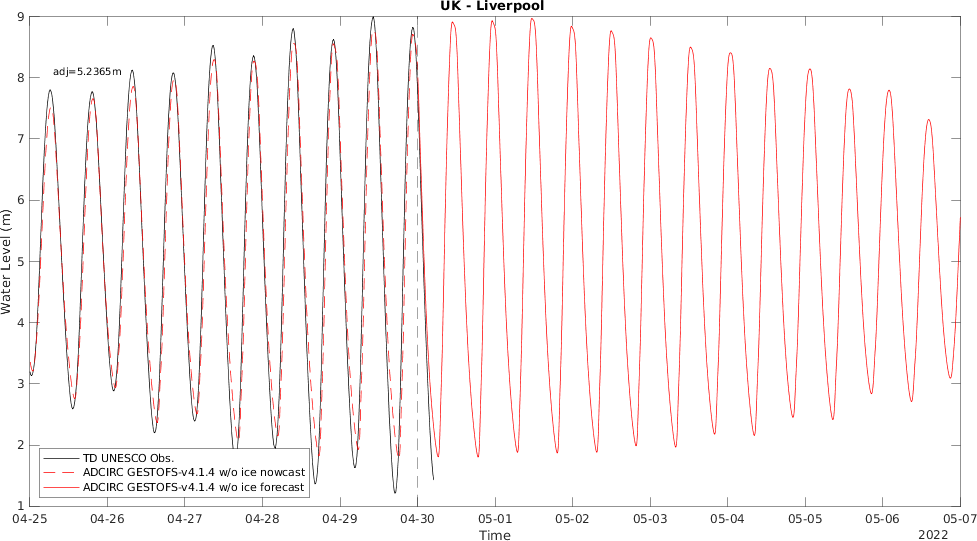 UK - Liverpool
9
8
7
6
5
4
3
2
1
Water Level (m)
adj=5.2365m
TD UNESCO Obs.
ADCIRC GESTOFS-v4.1.4 w/o ice nowcast
ADCIRC GESTOFS-v4.1.4 w/o ice forecast
04-25 04-26 04-27 04-28 04-29 04-30 05-01 05-02 05-03 05-04 05-05 05-06 05-07
Time
2022